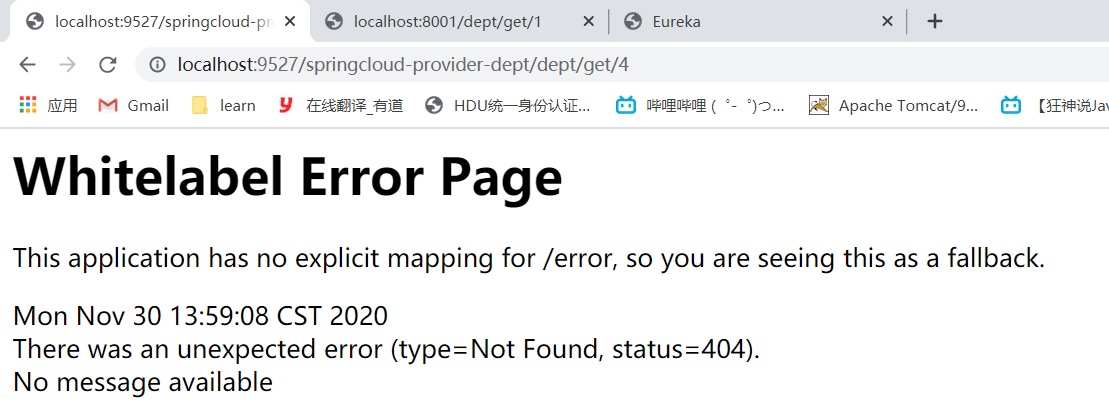 localhost:9527/springcloud-pr
localhost:8001/dept/get/1
Eureka
localhost:9527/springcloud-provider-dept/dept/get/4
应用
Gmail
learn
在线翻译_有道
HDU统一身份认证...
哔哩哔哩 ( ゜- ゜)つ...
Apache Tomcat/9...
【狂神说Jav
Whitelabel Error Page
This application has no explicit mapping for /error, so you are seeing this as a fallback.
Mon Nov 30 13:59:08 CST 2020
There was an unexpected error (type=Not Found, status=404).
No message available